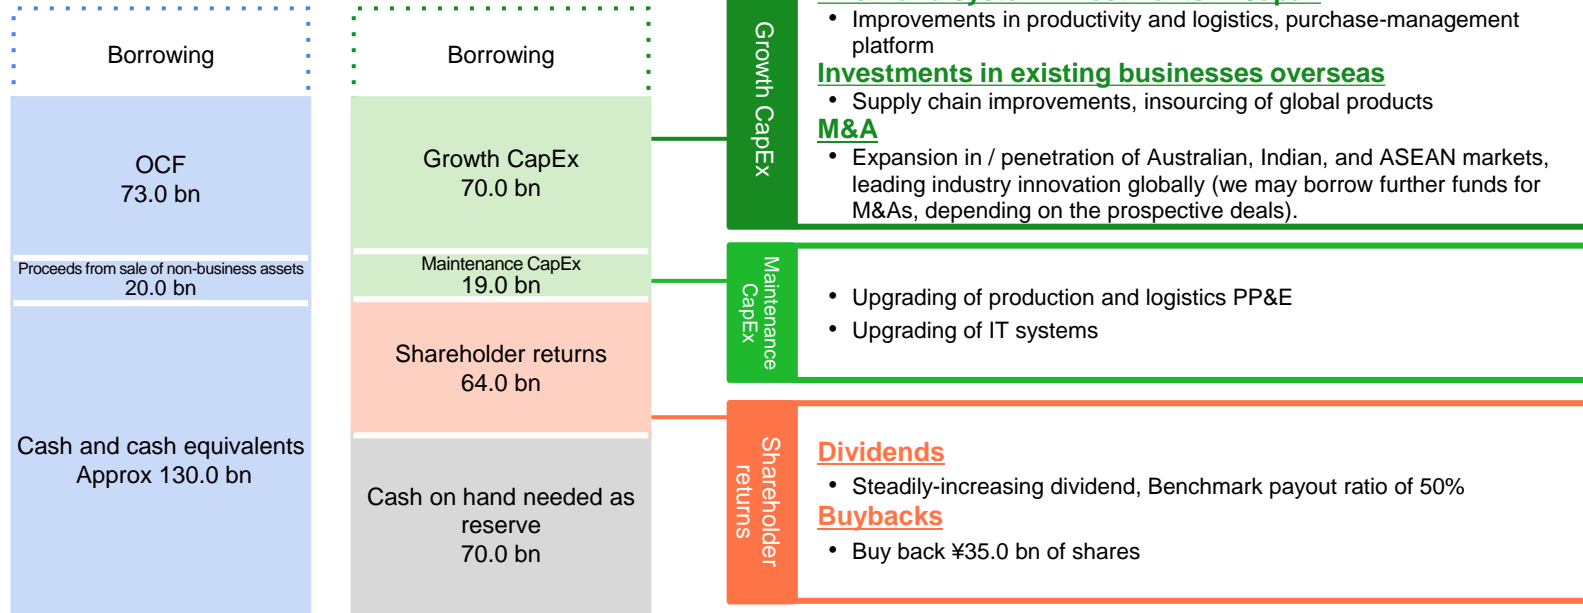 Borrowing
OCF
73.0 bn
Proceeds from sale of non-business assets
20.0 bn
Cash and cash equivalents
Approx 130.0 bn
Borrowing
Growth CapEx
70.0 bn
Maintenance CapEx
19.0 bn
Shareholder returns
64.0 bn
Cash on hand needed as
reserve
70.0 bn
Growth CapEx
• Improvements in productivity and logistics, purchase-management
platform
Investments in existing businesses overseas
• Supply chain improvements, insourcing of global products
M&A
• Expansion in / penetration of Australian, Indian, and ASEAN markets,
leading industry innovation globally (we may borrow further funds for
M&As, depending on the prospective deals).
Maintenance
CapEx
• Upgrading of production and logistics PP&E
• Upgrading of IT systems
Shareholder
returns
Dividends
• Steadily-increasing dividend, Benchmark payout ratio of 50%
Buybacks
• Buy back ¥35.0 bn of shares